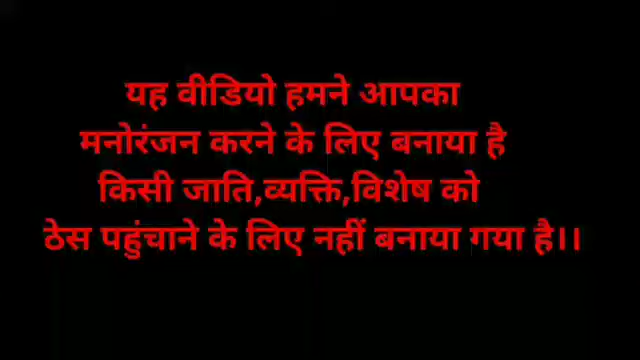 यह वीडियो हमने आपका
मनोरंजन करने के लिए बनाया है
किसी जाति,व्यक्ति,विशेष को
ठेस पहुंचाने के लिए नहीं बनाया गया है।।